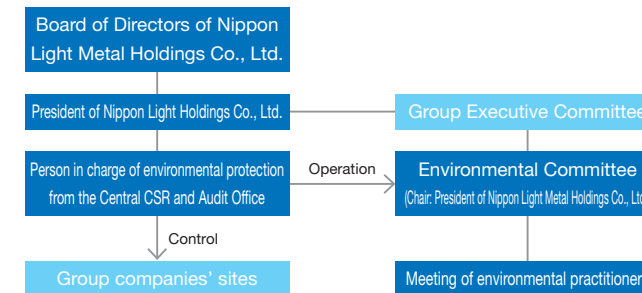 Board of Directors of Nippon
Light Metal Holdings Co., Ltd.
President of Nippon Light Holdings Co., Ltd.
Group Executive Committee
Person in charge of environmental protection
from the Central CSR and Audit Office
Operation
Environmental Committee
(Chair: President of Nippon Light Metal Holdings Co., Ltd
Control
Group companies' sites
Meeting of environmental practitioner